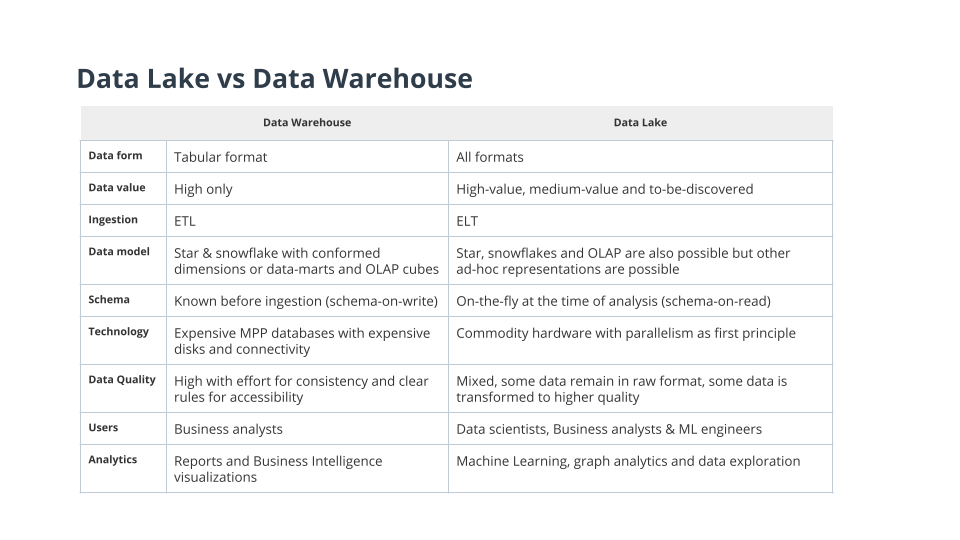 Data Lake vs Data Warehouse
Data Warehouse
Data Lake
Data form
Tabular format
All formats
Data value
High only
High-value, medium-value and to-be-discovered
Ingestion
ETL
ELT
Data model
Star & snowflake with conformed
dimensions or data-marts and OLAP cubes
Star, snowflakes and OLAP are also possible but other
ad-hoc representations are possible
Schema
Known before ingestion (schema-on-write)
On-the-fly at the time of analysis (schema-on-read)
Technology
Expensive MPP databases with expensive
disks and connectivity
Commodity hardware with parallelism as first principle
Data Quality
High with effort for consistency and clear
rules for accessibility
Mixed, some data remain in raw format, some data is
transformed to higher quality
Users
Business analysts
Data scientists, Business analysts & ML engineers
Analytics
Reports and Business Intelligence
visualizations
Machine Learning, graph analytics and data exploration